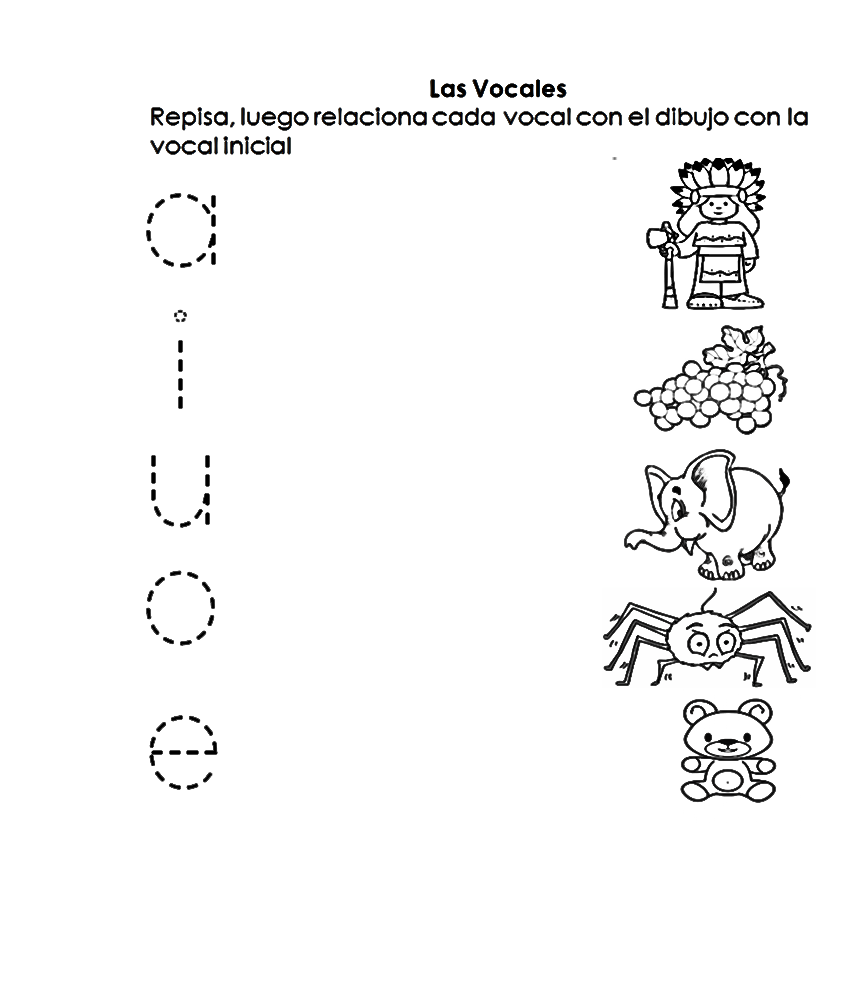 Las Vocales
Repisa, luego relaciona cada vocal con el dibujo con la
vocal inicial
a
i
u
o
e